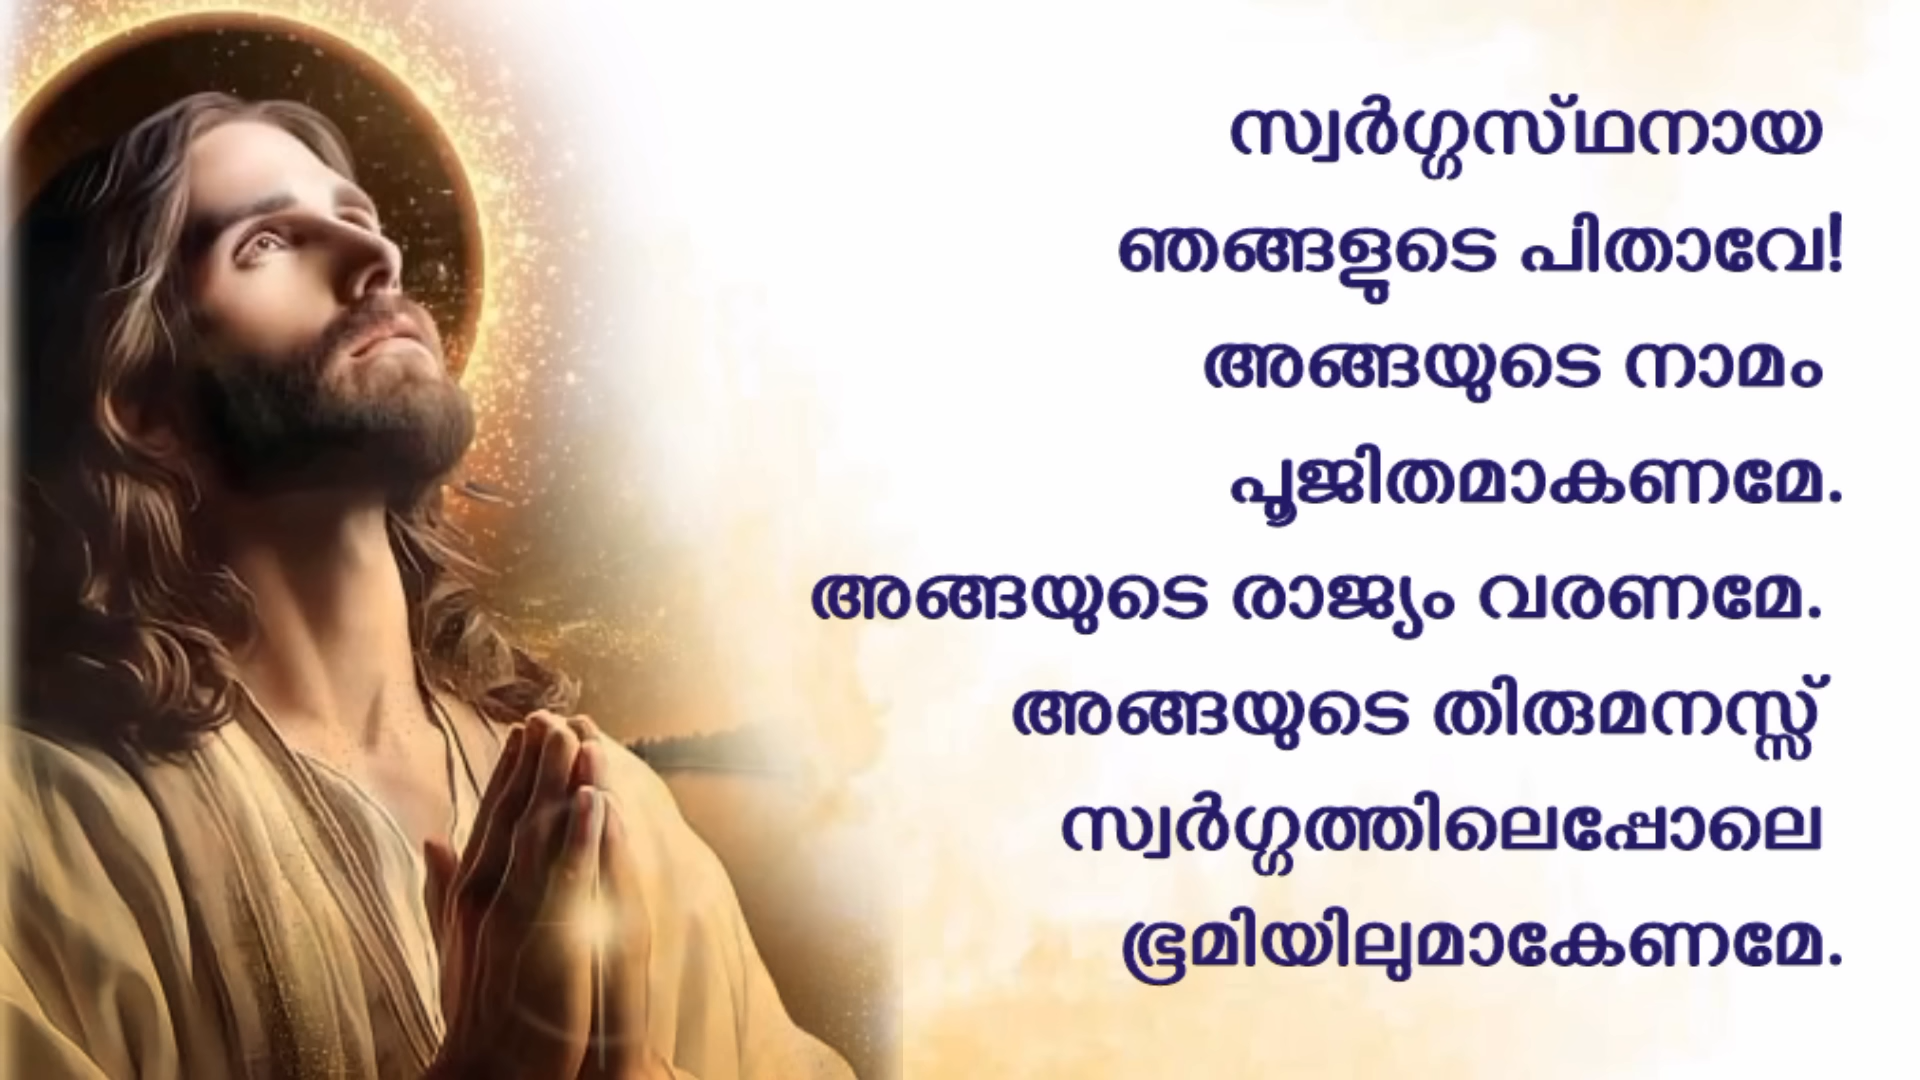 സ്വർഗ്ഗസ്ഥനായ
ഞങ്ങളുടെ പിതാവേ!
അങ്ങയുടെ നാമം
പൂജിതമാകണമേ.
അങ്ങയുടെ രാജ്യം വരണമേ.
അങ്ങയുടെ തിരുമനസ്സ്
സ്വർഗ്ഗത്തിലെപ്പോലെ
ഭൂമിയിലുമാകേണമേ.